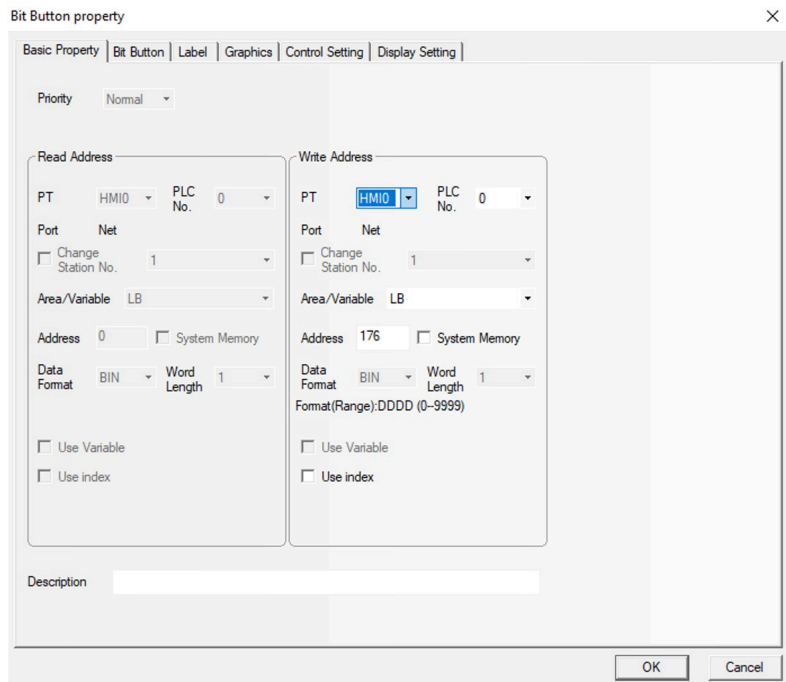 Bit Button property
Basic Property Bit Button Label Graphics Control Setting Display Setting
Priority Normal
Read Address
PT HMI0 PLC No. 0
Port Net
Change Station No. 1
Area/Variable LB
Address 0 System Memory
Data Format BIN Word Length 1
Use Variable
Use index
Write Address
PT HMI0 PLC No. 0
Port Net
Change Station No. 1
Area/Variable LB
Address 176 System Memory
Data Format BIN Word Length 1
Format(Range):DDDD (0--9999)
Use Variable
Use index
Description
OK Cancel